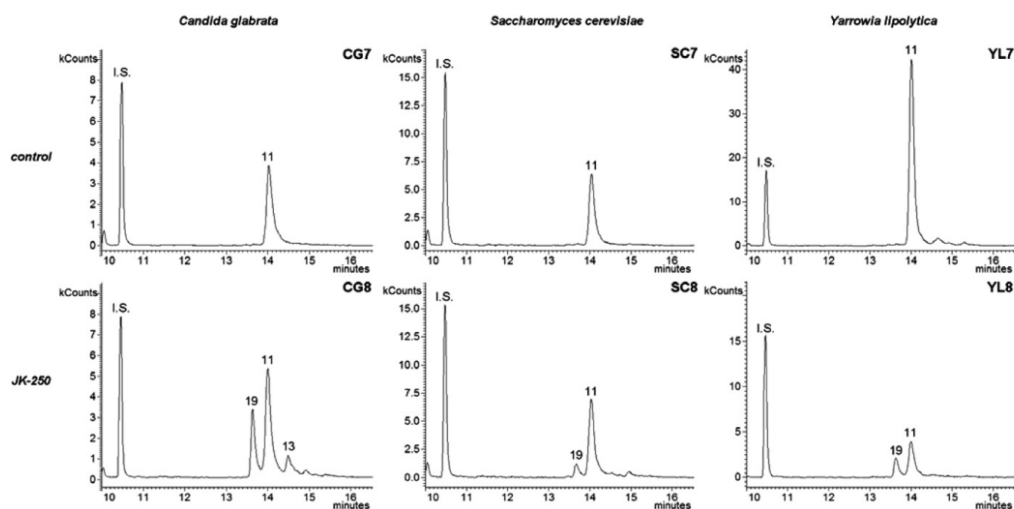 Candida glabrata
Saccharomyces cerevisiae
Yarrowia lipolytica
control
kCounts
CG7
I.S.
11
8
7
6
5
4
3
2
1
0
10 11 12 13 14 15 16
minutes
kCounts
SC7
I.S.
11
15.0
12.5
10.0
7.5
5.0
2.5
0.0
10 11 12 13 14 15 16
minutes
kCounts
YL7
I.S.
11
40
30
20
10
0
10 11 12 13 14 15 16
minutes
JK-250
kCounts
CG8
I.S.
19
11
13
8
7
6
5
4
3
2
1
0
10 11 12 13 14 15 16
minutes
kCounts
SC8
I.S.
19
11
15.0
12.5
10.0
7.5
5.0
2.5
0.0
10 11 12 13 14 15 16
minutes
kCounts
YL8
I.S.
19
11
15
10
5
0
10 11 12 13 14 15 16
minutes